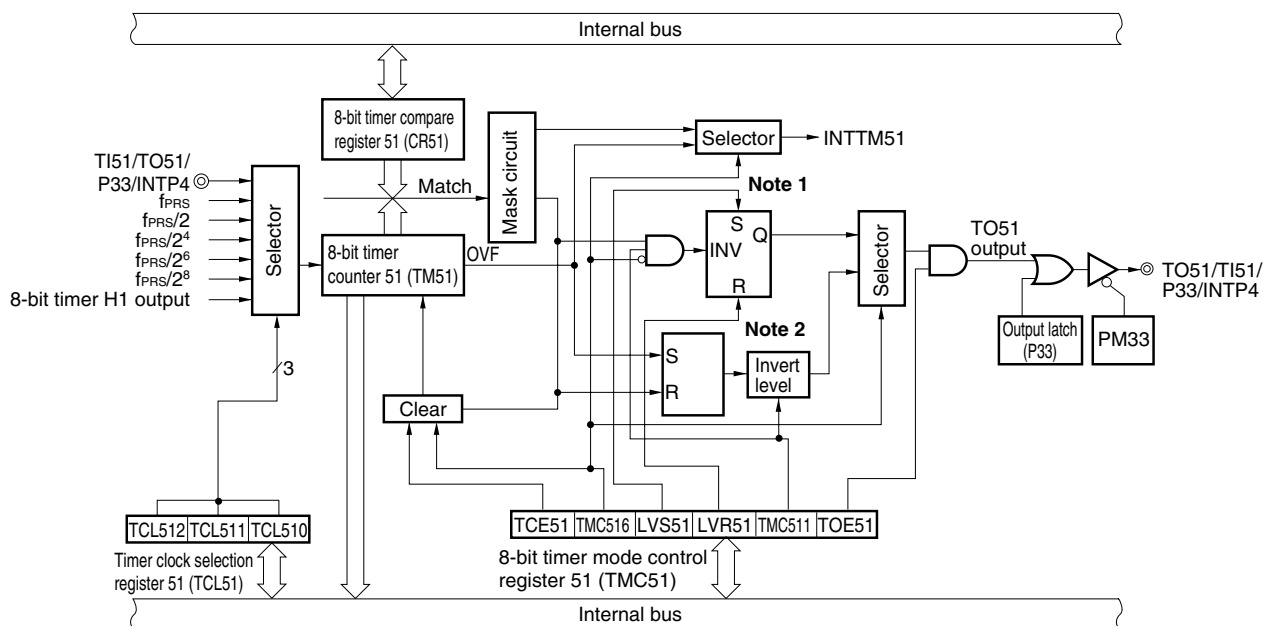 Internal bus
8-bit timer compare
register 51 (CR51)
TI51/TO51/
P33/INTP4
fPRS
fPRS/2
fPRS/2⁴
fPRS/2⁶
fPRS/2⁸
8-bit timer H1 output
Selector
Match
8-bit timer
counter 51 (TM51)
OVF
Mask circuit
Selector
INTTM51
Note 1
S
INV
Q
R
Note 2
S
R
Invert
level
Selector
TO51
output
Output latch
(P33)
PM33
TO51/TI51/
P33/INTP4
3
Clear
TCL512 TCL511 TCL510
Timer clock selection
register 51 (TCL51)
TCE51 TMC516 LVS51 LVR51 TMC511 TOE51
8-bit timer mode control
register 51 (TMC51)
Internal bus